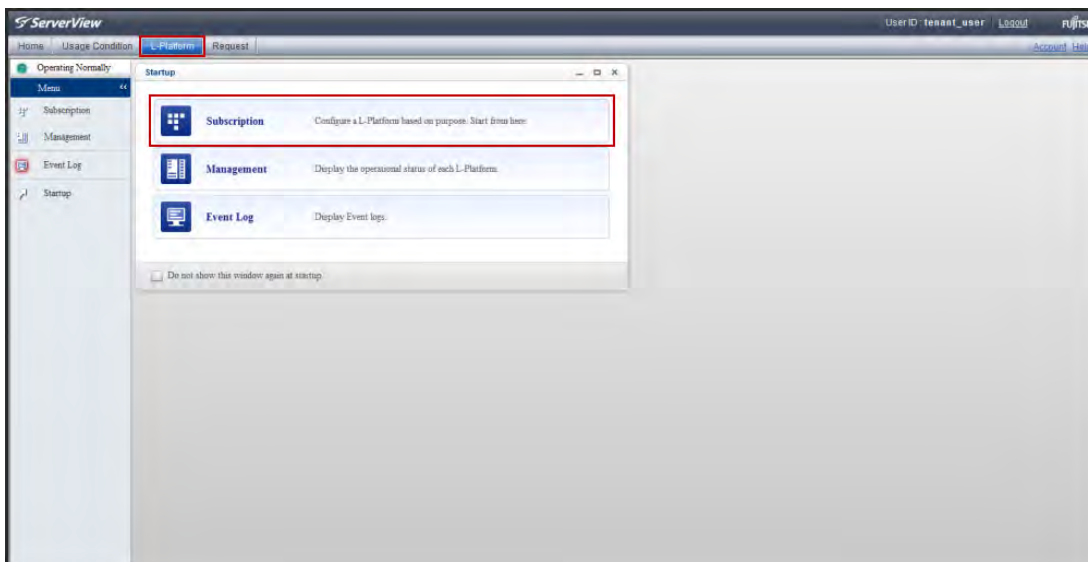 ServerView
UserID: tenant_user Logout
Home Usage Condition L-Platform Request
Account
Operating Normally
Menu <<
Subscription
Management
Event Log
Startup
Startup
Subscription Configure a L-Platform based on purpose. Start from here.
Management Display the operational status of each L-Platform.
Event Log Display Event logs.
Do not show this window again at startup.